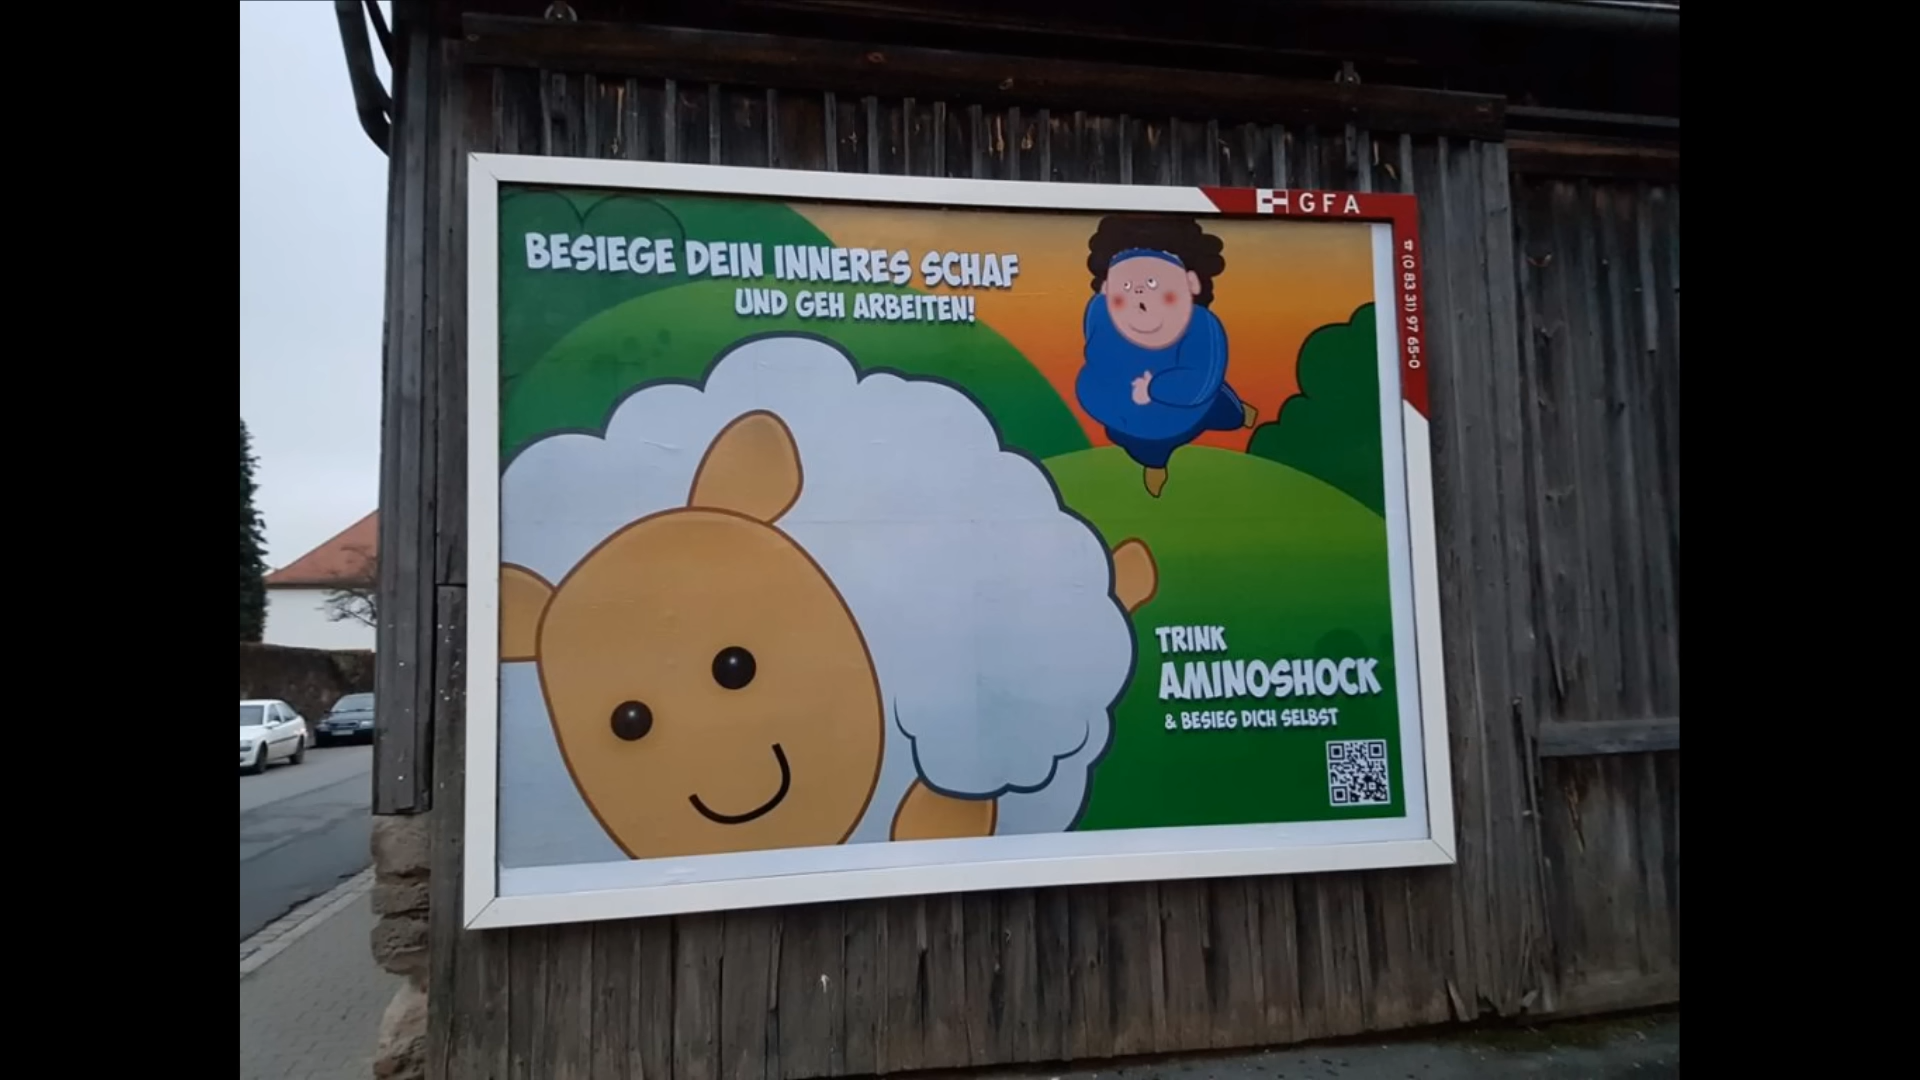 GFA
☎ (0 83 31) 97 65-0
BESIEGE DEIN INNERES SCHAF
UND GEH ARBEITEN!
TRINK
AMINOSHOCK
& BESIEG DICH SELBST